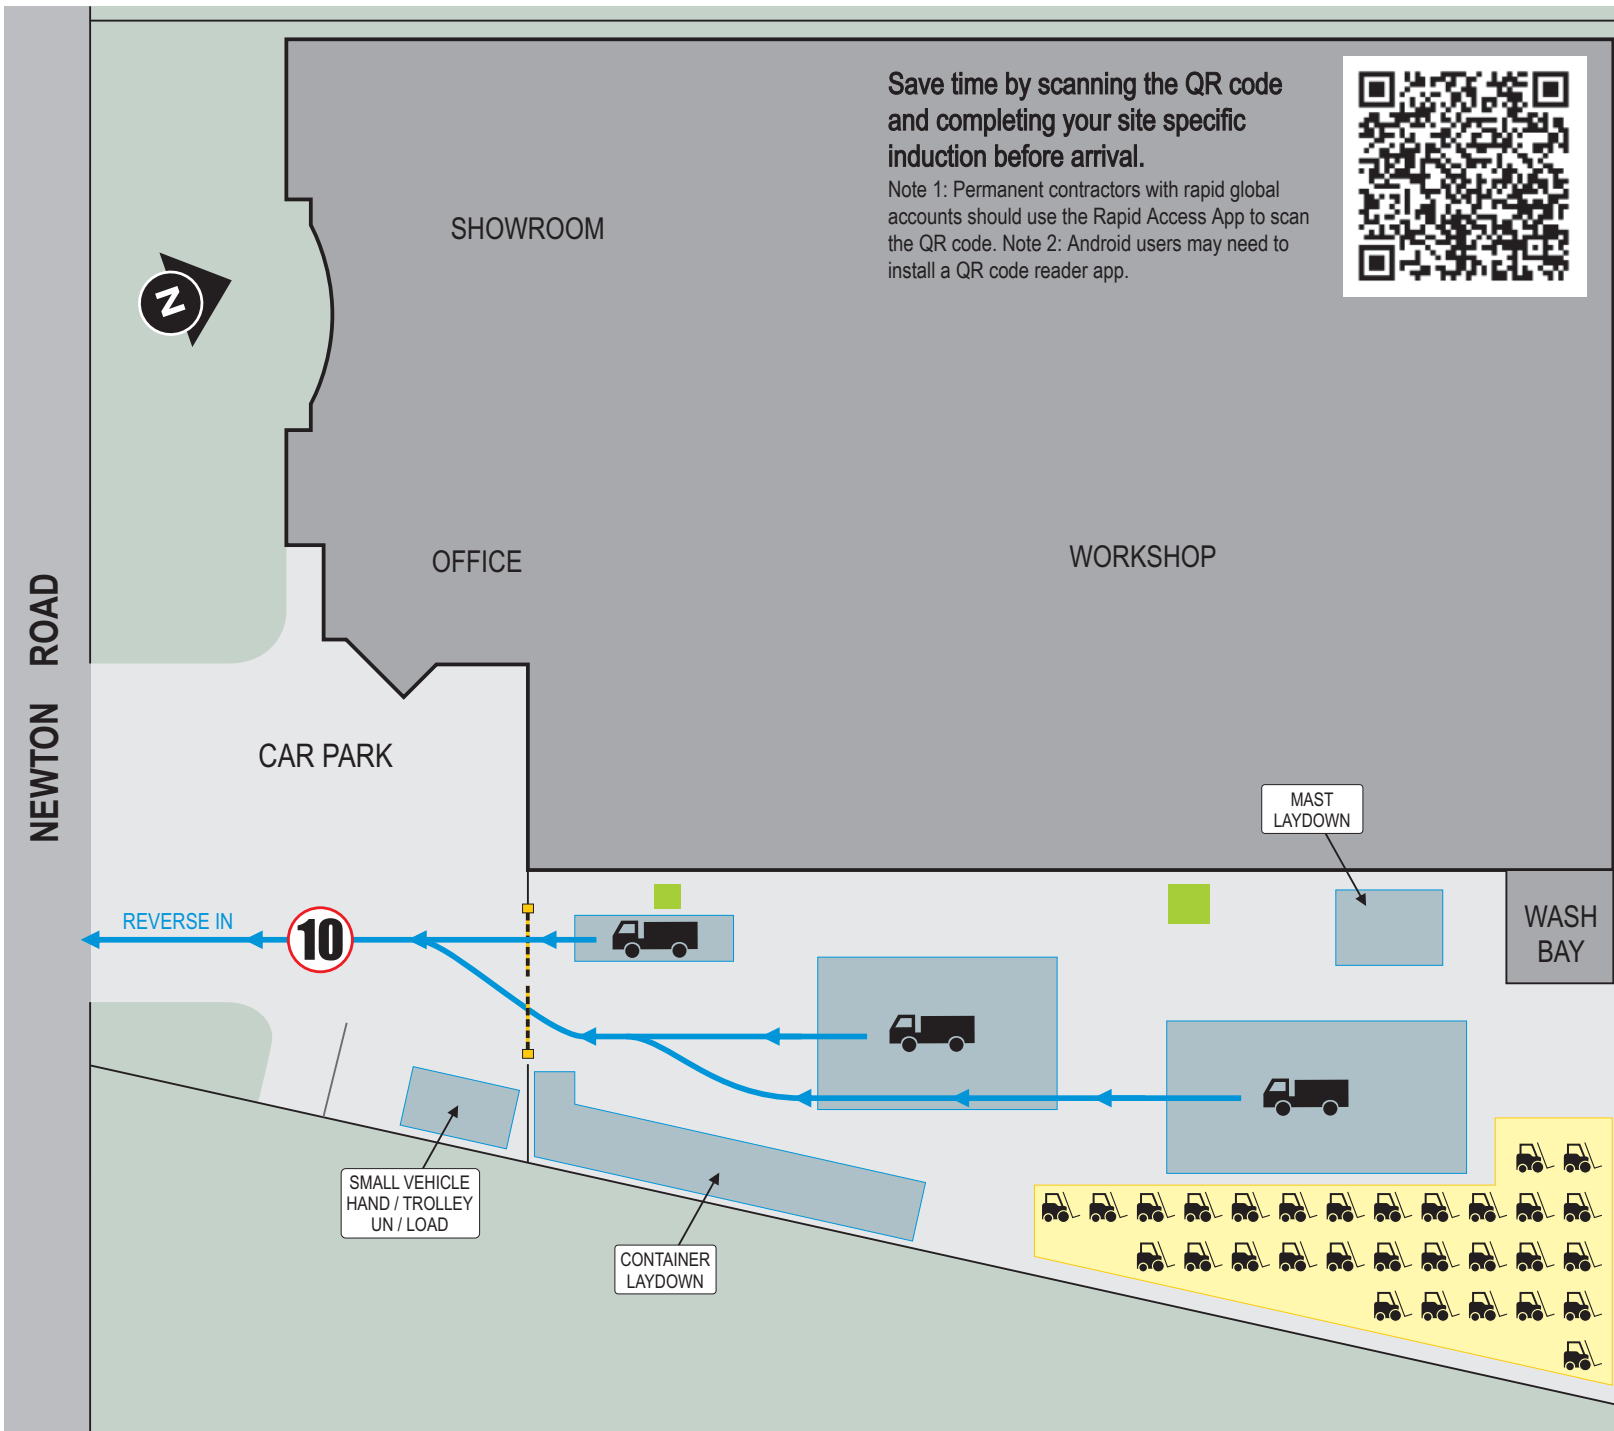 Save time by scanning the QR code
and completing your site specific
induction before arrival.
Note 1: Permanent contractors with rapid global
accounts should use the Rapid Access App to scan
the QR code. Note 2: Android users may need to
install a QR code reader app.
SHOWROOM
N
OFFICE
WORKSHOP
NEWTON ROAD
CAR PARK
MAST
LAYDOWN
REVERSE IN
10
WASH
BAY
SMALL VEHICLE
HAND / TROLLEY
UN / LOAD
CONTAINER
LAYDOWN